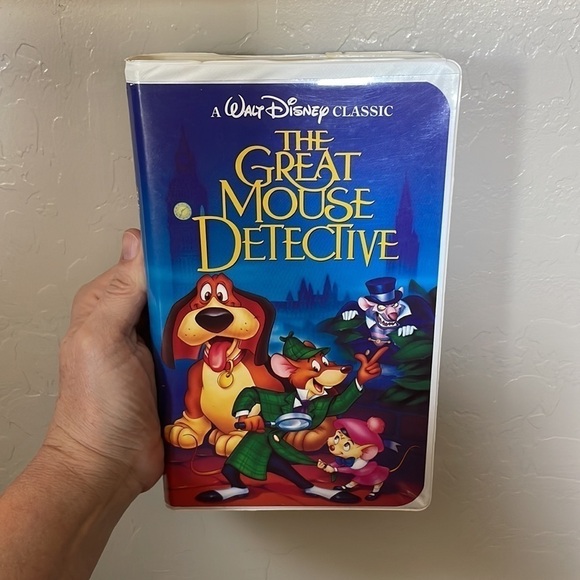 A Walt Disney CLASSIC
THE
GREAT
MOUSE
DETECTIVE